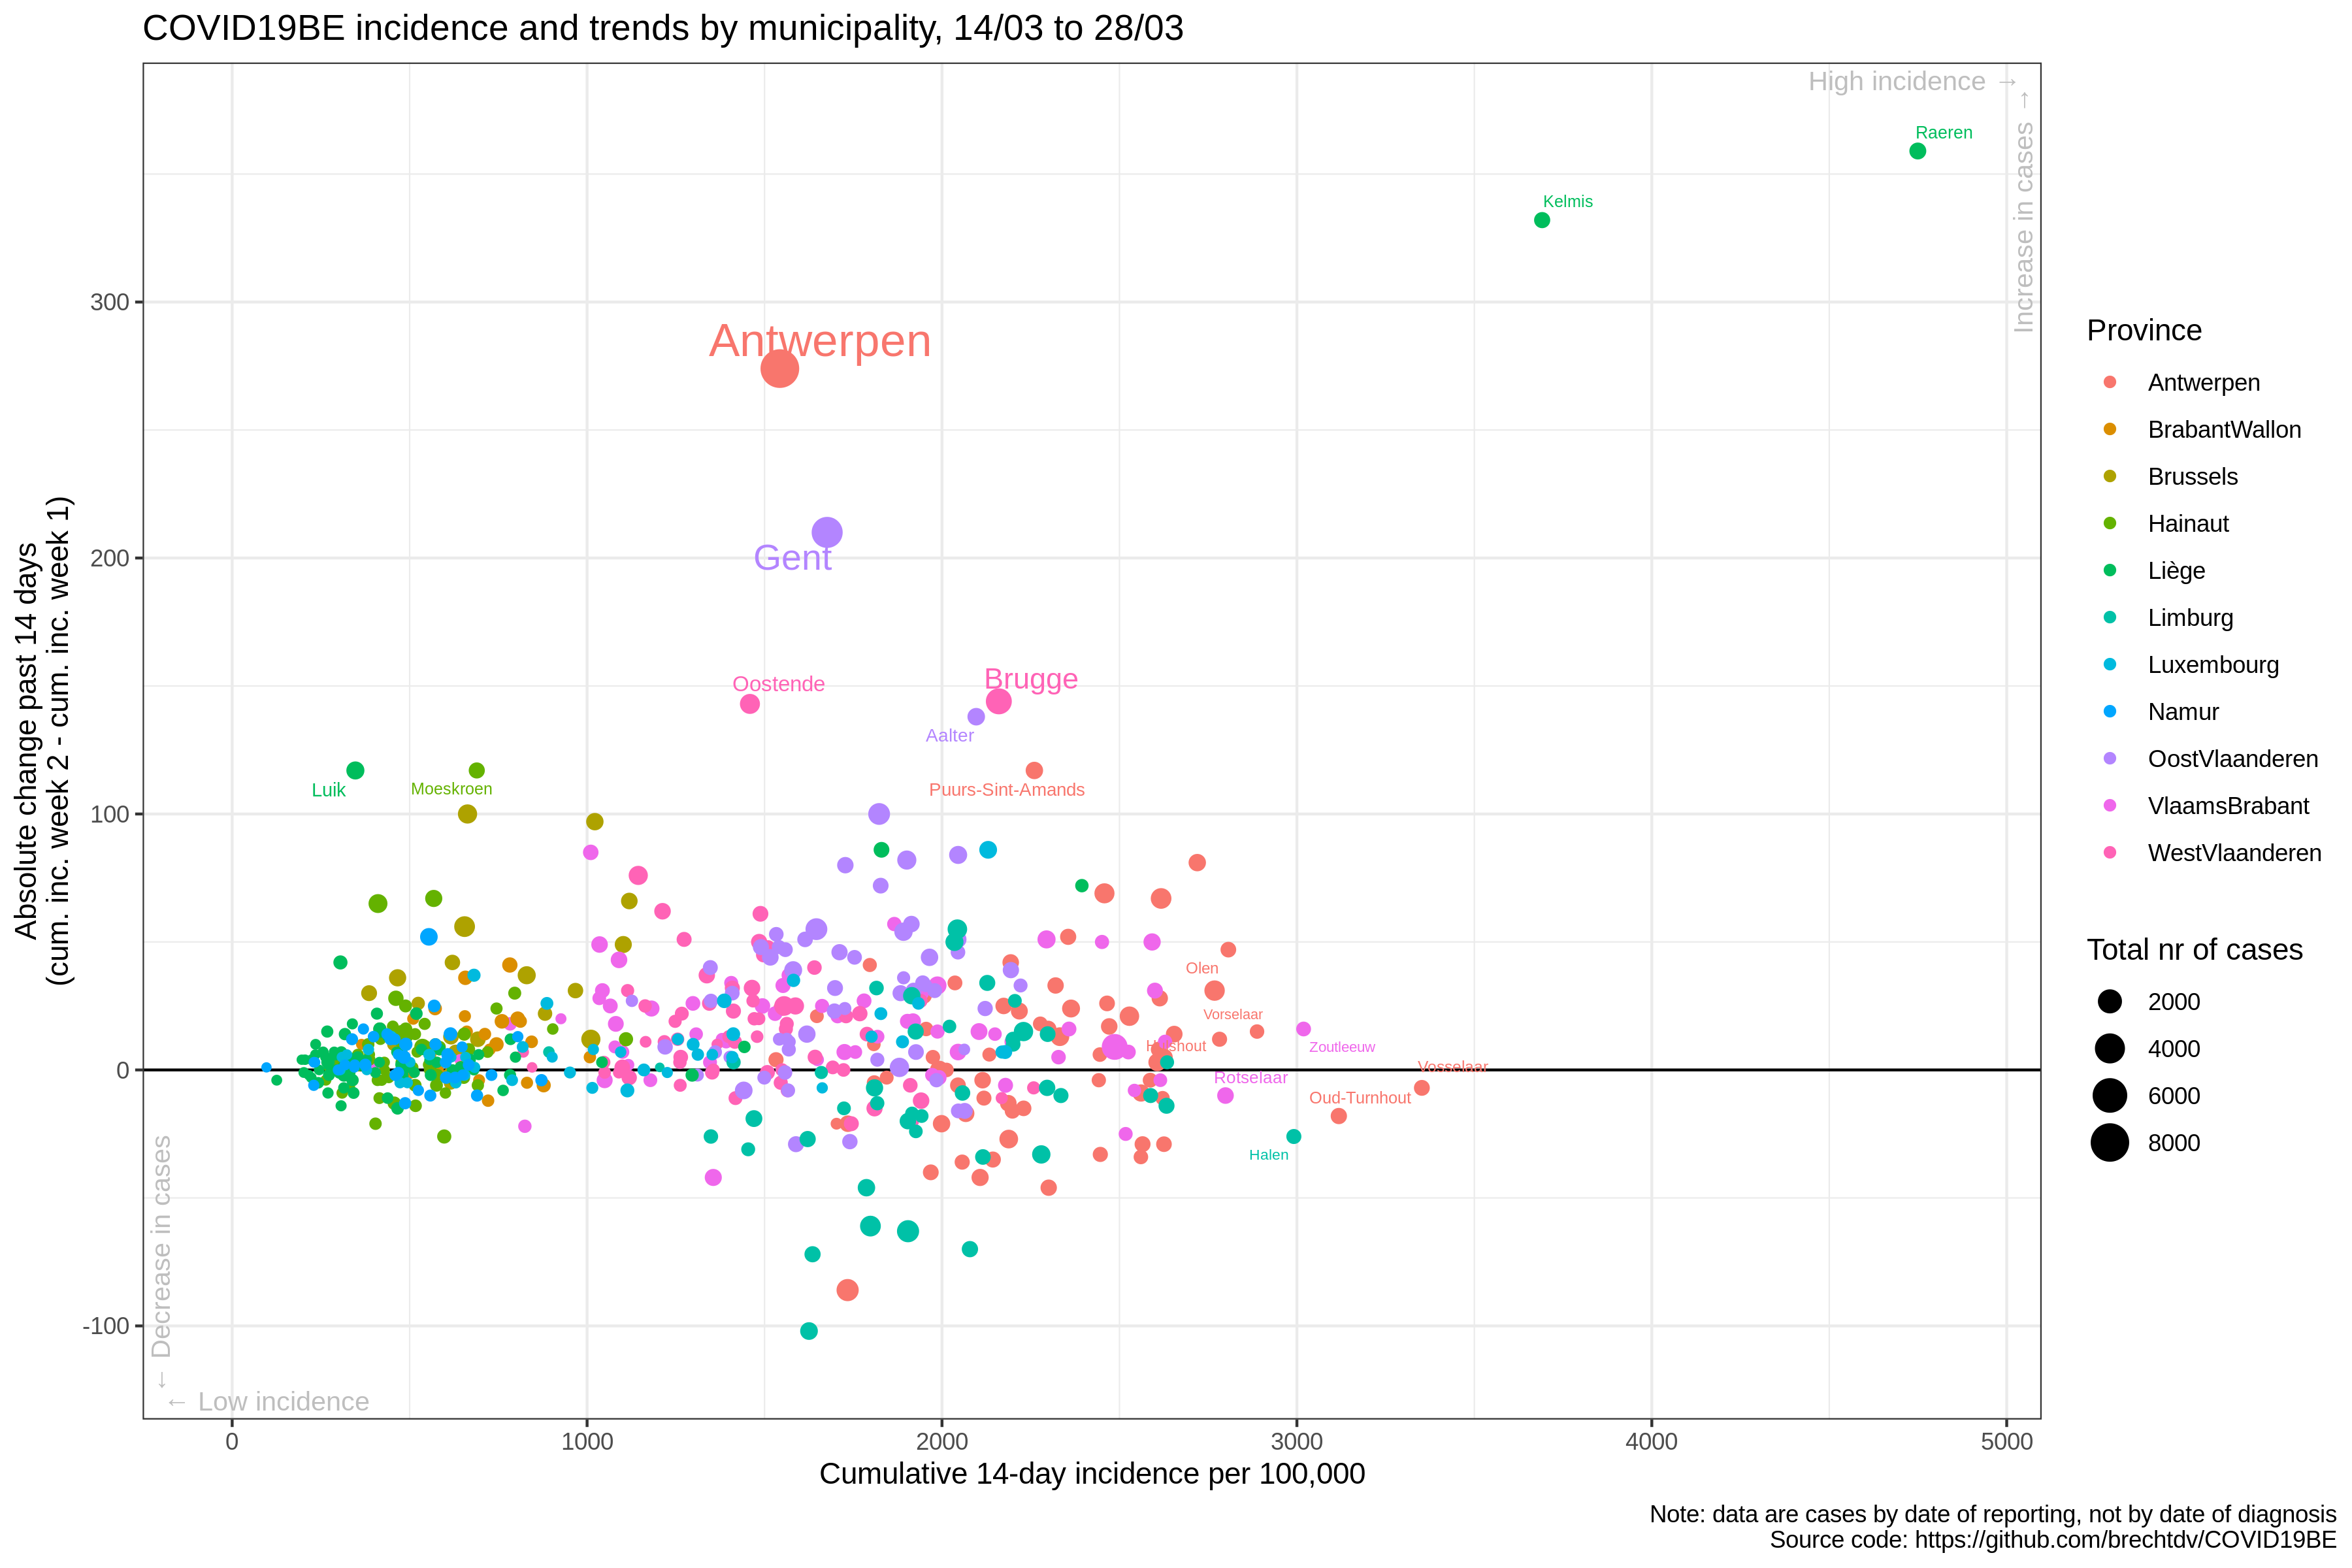 COVID19BE incidence and trends by municipality, 14/03 to 28/03
High incidence →
Increase in cases →
Raeren
Kelmis
300
Antwerpen
200
Gent
Oostende
Brugge
Aalter
Luik
Moeskroen
Puurs-Sint-Amands
100
Olen
Vorselaar
Zoutleeuw
0
Vosselaar
Rotselaar
Oud-Turnhout
Halen
-100
← Decrease in cases
← Low incidence
0
1000
2000
3000
4000
5000
Absolute change past 14 days
(cum. inc. week 2 - cum. inc. week 1)
Cumulative 14-day incidence per 100,000
Province
Antwerpen
BrabantWallon
Brussels
Hainaut
Liège
Limburg
Luxembourg
Namur
OostVlaanderen
VlaamsBrabant
WestVlaanderen
Total nr of cases
2000
4000
6000
8000
Note: data are cases by date of reporting, not by date of diagnosis
Source code: https://github.com/brechtdv/COVID19BE